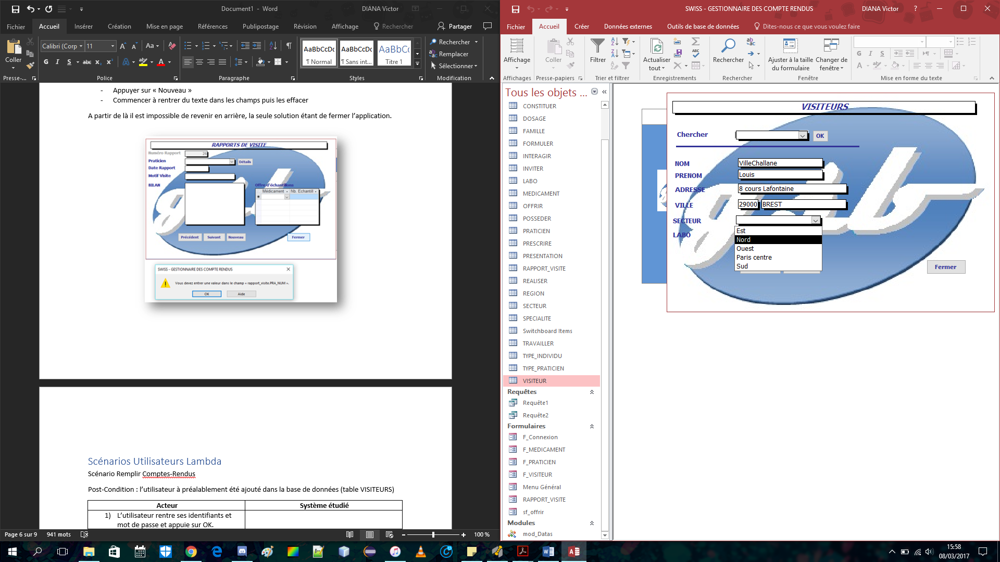 Document1 - Word
DIANA Victor
Fichier
Accueil
Insérer
Création
Mise en page
Références
Publipostage
Révision
Affichage
Rechercher
Partager
Coller
Calibri (Corp
11
Aa
G I S abc x₂ x²
AaBbCcDc
¶ Normal
AaBbCcDc
¶ Sans int...
AaBbCc
Titre 1
Rechercher
Remplacer
Sélectionner
Presse-...
Police
Paragraphe
Styles
Modification
- Appuyer sur « Nouveau »
- Commencer à rentrer du texte dans les champs puis les effacer
A partir de là il est impossible de revenir en arrière, la seule solution étant de fermer l'application.
RAPPORTS DE VISITE
Numéro Rapport
26
Praticien
Détails
Date Rapport
Motif Visite
BILAN
Offre d'échantillons
Médicament
Nb. Echantill
Précédent
Suivant
Nouveau
Fermer
SWISS - GESTIONNAIRE DES COMPTE RENDUS
Vous devez entrer une valeur dans le champ « rapport_visite.PRA_NUM ».
OK
Aide
Scénarios Utilisateurs Lambda
Scénario Remplir Comptes-Rendus
Post-Condition : l'utilisateur à préalablement été ajouté dans la base de données (table VISITEURS)
Acteur
Système étudié
1) L'utilisateur rentre ses identifiants et
mot de passe et appuie sur OK.
Page 6 sur 9
941 mots
100 %
SWISS - GESTIONNAIRE DES COMPTE RENDUS
DIANA Victor
?
Fichier
Accueil
Créer
Données externes
Outils de base de données
Dites-nous ce que vous voulez faire
Affichage
Coller
Filtrer
Actualiser
tout
ABC
Rechercher
Ajuster à la taille
du formulaire
Changer de
fenêtre
G I S
Affichages
Presse-papiers
Trier et filtrer
Enregistrements
Rechercher
Fenêtre
Mise en forme du texte
Tous les objets ...
CONSTITUER
DOSAGE
FAMILLE
FORMULER
INTERAGIR
INVITER
LABO
MEDICAMENT
OFFRIR
POSSEDER
PRATICIEN
PRESCRIRE
PRESENTATION
RAPPORT_VISITE
REALISER
REGION
SECTEUR
SPECIALITE
Switchboard Items
TRAVAILLER
TYPE_INDIVIDU
TYPE_PRATICIEN
VISITEUR
Requêtes
Requête1
Requête2
Formulaires
F_Connexion
F_MEDICAMENT
F_PRATICIEN
F_VISITEUR
Menu Général
RAPPORT_VISITE
sf_offrir
Modules
mod_Datas
VISITEURS
Chercher
OK
NOM
VilleChallane
PRENOM
Louis
ADRESSE
8 cours Lafontaine
VILLE
29000
BREST
SECTEUR
LABO
Est
Nord
Ouest
Paris centre
Sud
Fermer
gsb
15:58
08/03/2017